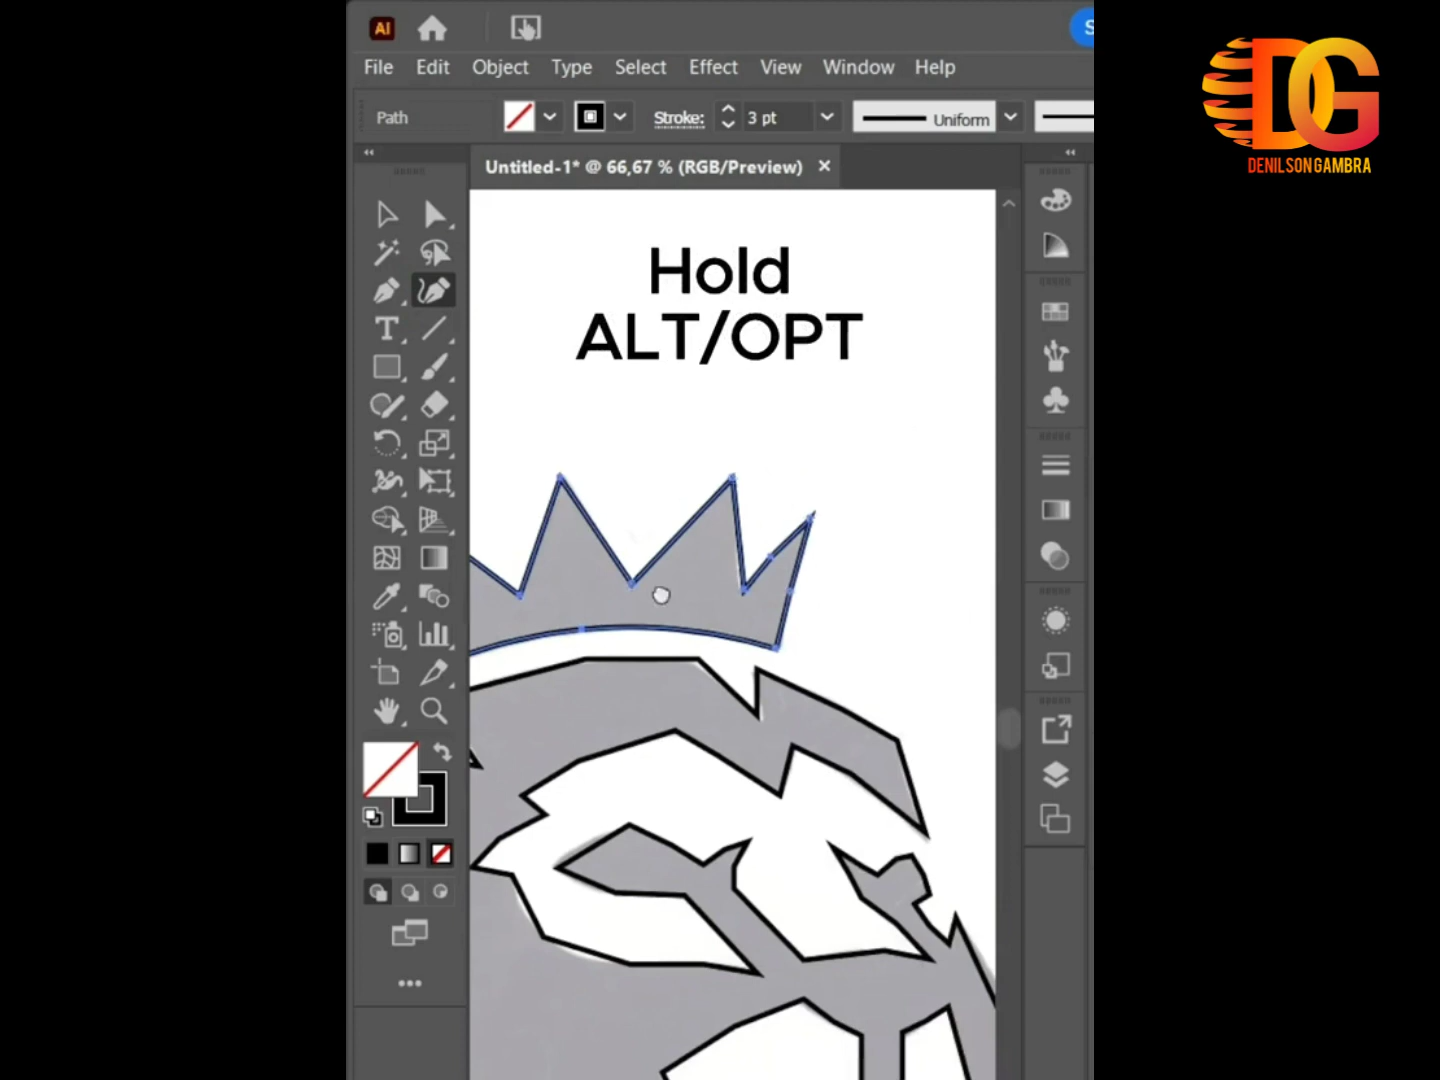 Ai
File Edit Object Type Select Effect View Window Help
Path Stroke: 3 pt Uniform
Untitled-1* @ 66,67 % (RGB/Preview) ×
Hold
ALT/OPT
DG
DENILSON GAMBRA